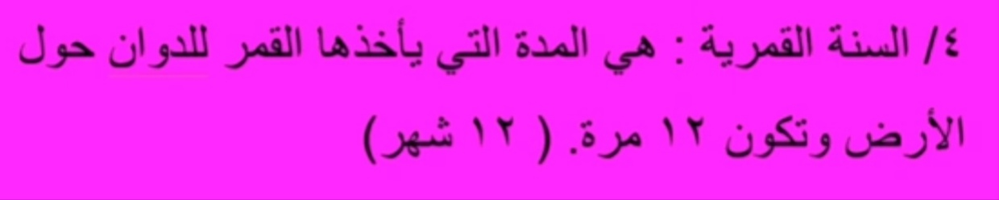 ٤/ السنة القمرية : هي المدة التي يأخذها القمر للدوان حول
الأرض وتكون ١٢ مرة. ( ١٢ شهر)